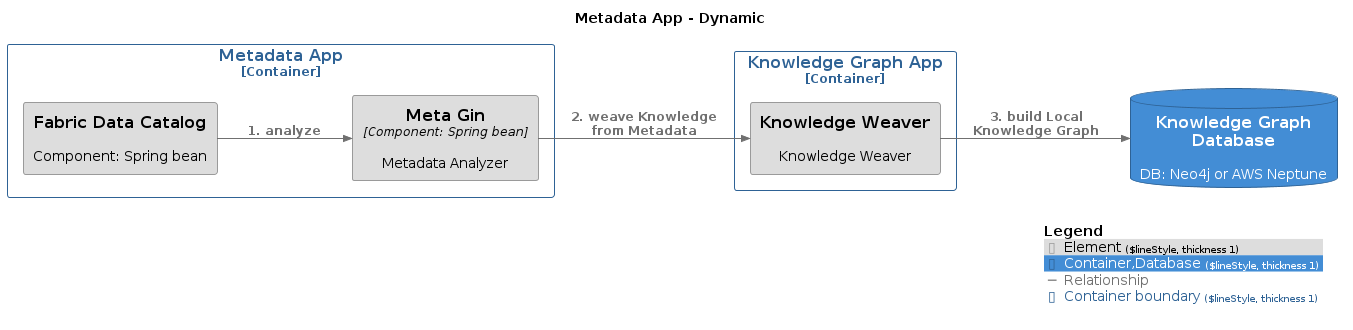 Metadata App - Dynamic
Metadata App
[Container]
Fabric Data Catalog
Component: Spring bean
1. analyze
Meta Gin
[Component: Spring bean]
Metadata Analyzer
2. weave Knowledge
from Metadata
Knowledge Graph App
[Container]
Knowledge Weaver
Knowledge Weaver
3. build Local
Knowledge Graph
Knowledge Graph
Database
DB: Neo4j or AWS Neptune
Legend
Element ($lineStyle, thickness 1)
Container,Database ($lineStyle, thickness 1)
Relationship
Container boundary ($lineStyle, thickness 1)